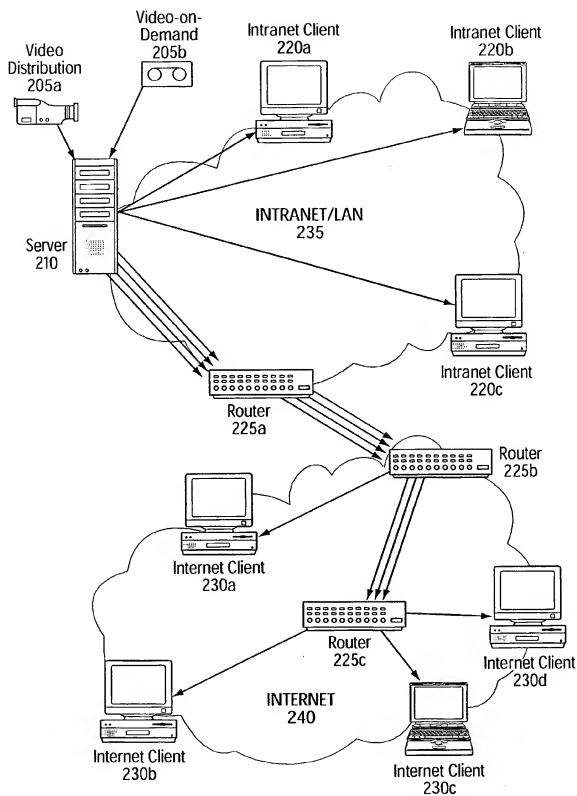 Video-on-
Demand
205b
Video
Distribution
205a
Intranet Client
220a
Intranet Client
220b
INTRANET/LAN
235
Server
210
Intranet Client
220c
Router
225a
Router
225b
Internet Client
230a
Router
225c
Internet Client
230d
INTERNET
240
Internet Client
230b
Internet Client
230c